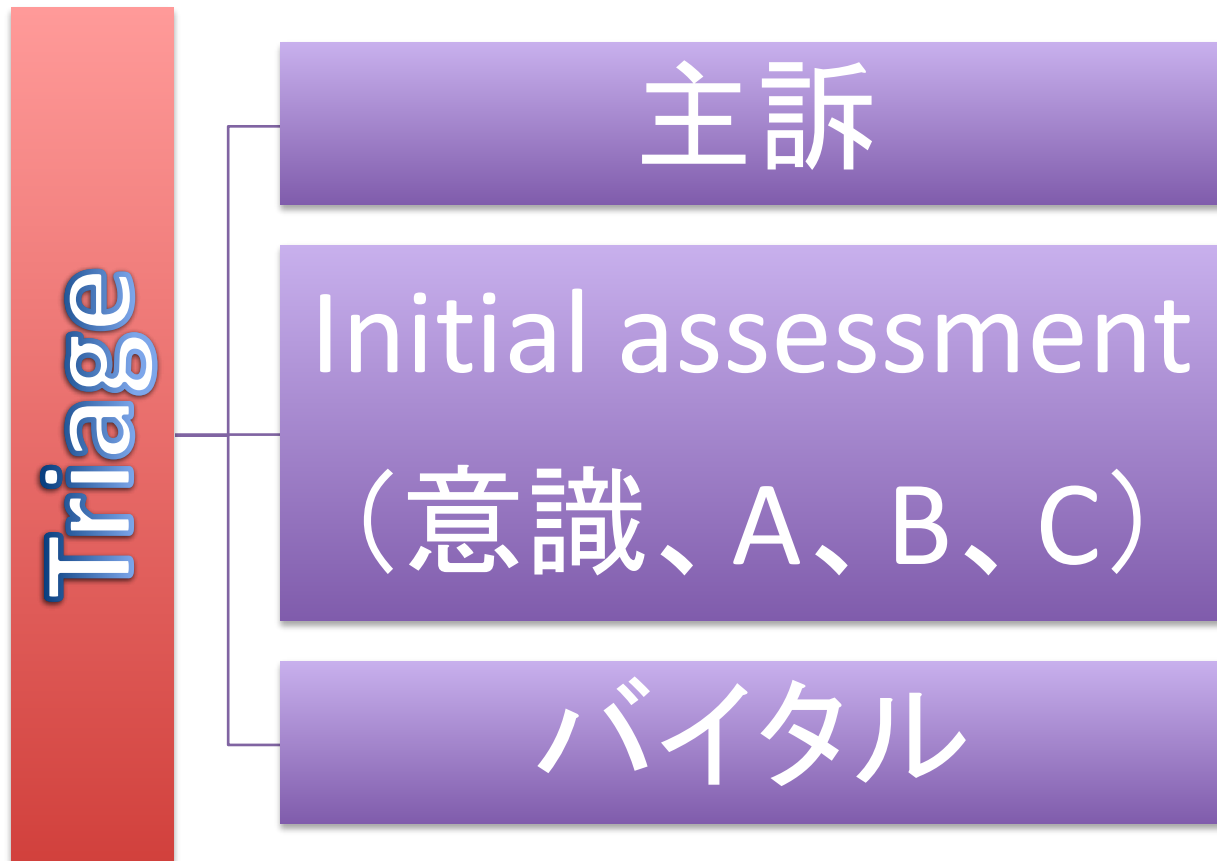 Triage
主訴
Initial assessment
（意識、A、B、C）
バイタル